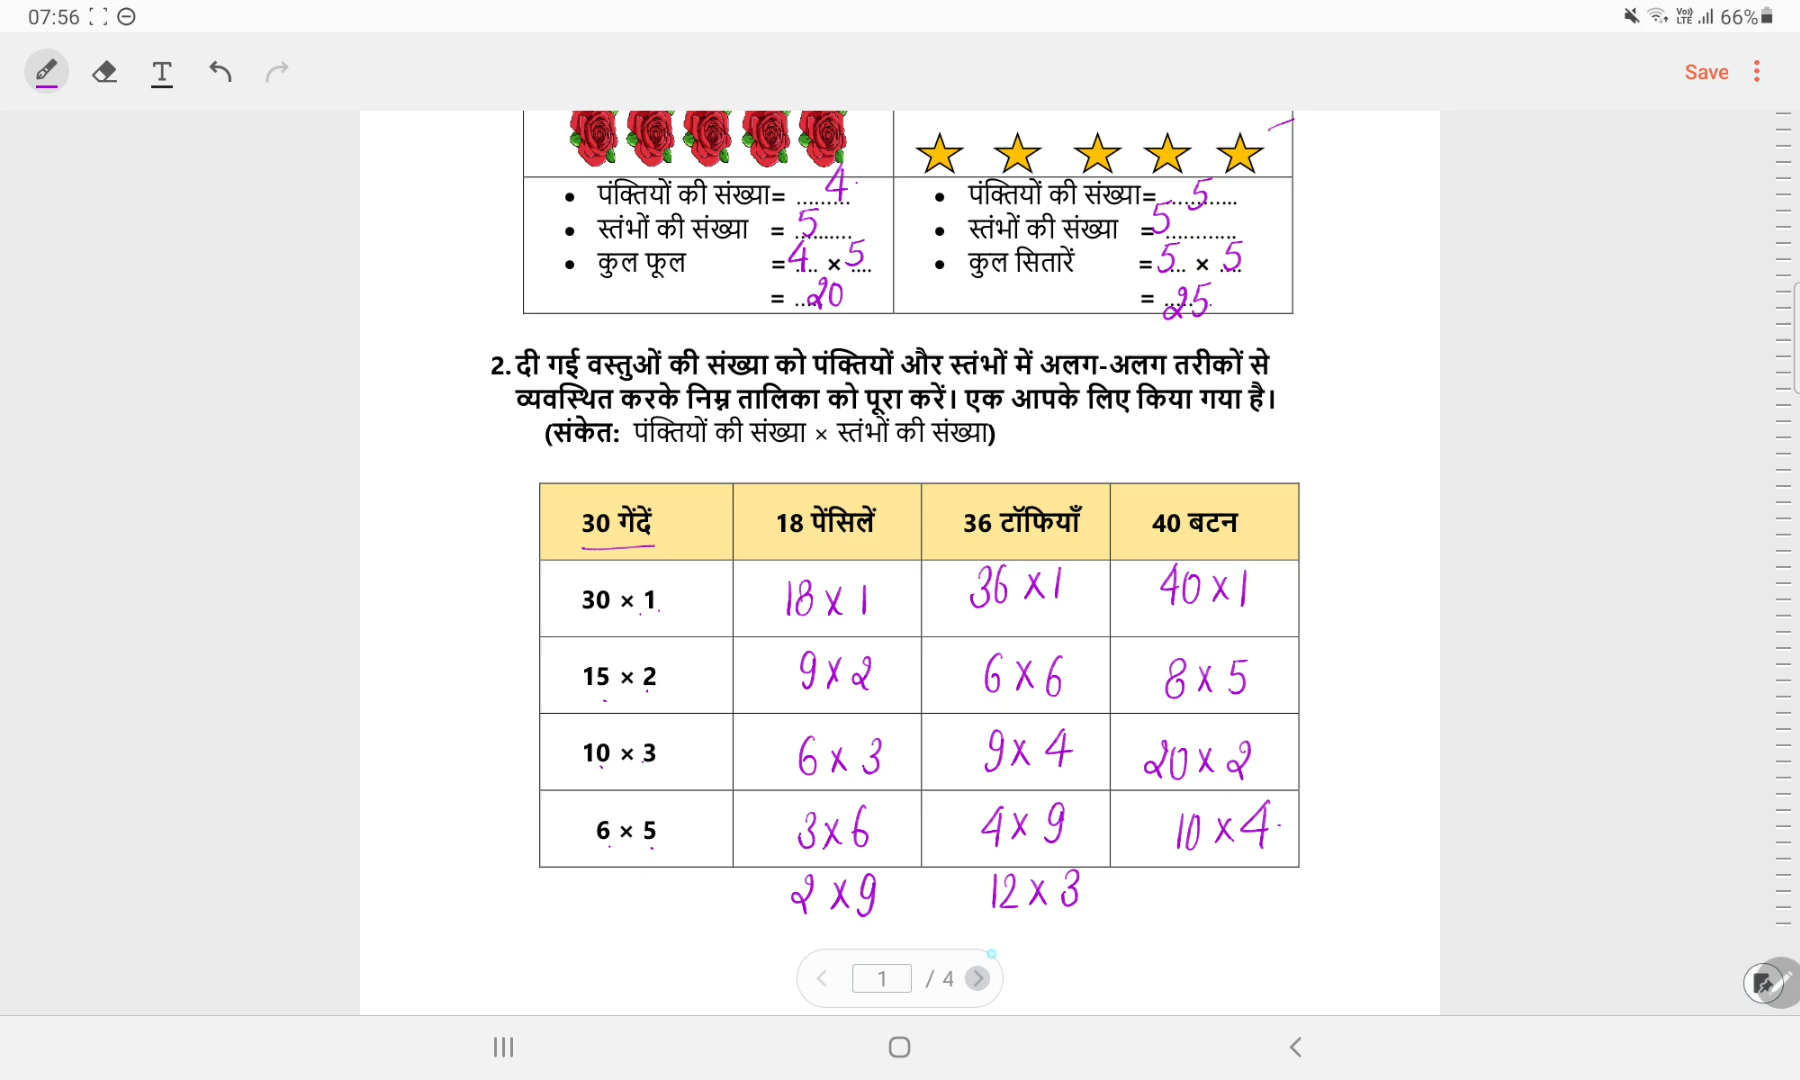 07:56 66%
Save
• पंक्तियों की संख्या= ......... 4 • पंक्तियों की संख्या= ............ 5
• स्तंभों की संख्या = .......... 5 • स्तंभों की संख्या = ............ 5
• कुल फूल = 4 × 5 • कुल सितारें = 5 × 5
= 20 = 25
2. दी गई वस्तुओं की संख्या को पंक्तियों और स्तंभों में अलग-अलग तरीकों से
व्यवस्थित करके निम्न तालिका को पूरा करें। एक आपके लिए किया गया है।
(संकेत: पंक्तियों की संख्या × स्तंभों की संख्या)
30 गेंदें 18 पेंसिलें 36 टॉफियाँ 40 बटन
30 × 1 18 × 1 36 × 1 40 × 1
15 × 2 9 × 2 6 × 6 8 × 5
10 × 3 6 × 3 9 × 4 20 × 2
6 × 5 3 × 6 4 × 9 10 × 4
2 × 9 12 × 3
1 / 4